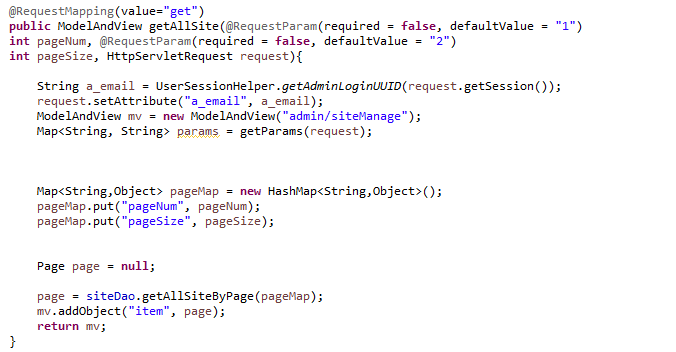 @RequestMapping(value="get")
public ModelAndView getAllSite(@RequestParam(required = false, defaultValue = "1")
int pageNum, @RequestParam(required = false, defaultValue = "2")
int pageSize, HttpServletRequest request){
String a_email = UserSessionHelper.getAdminLoginUUID(request.getSession());
request.setAttribute("a_email", a_email);
ModelAndView mv = new ModelAndView("admin/siteManage");
Map<String, String> params = getParams(request);
Map<String,Object> pageMap = new HashMap<String,Object>();
pageMap.put("pageNum", pageNum);
pageMap.put("pageSize", pageSize);
Page page = null;
page = siteDao.getAllSiteByPage(pageMap);
mv.addObject("item", page);
return mv;
}